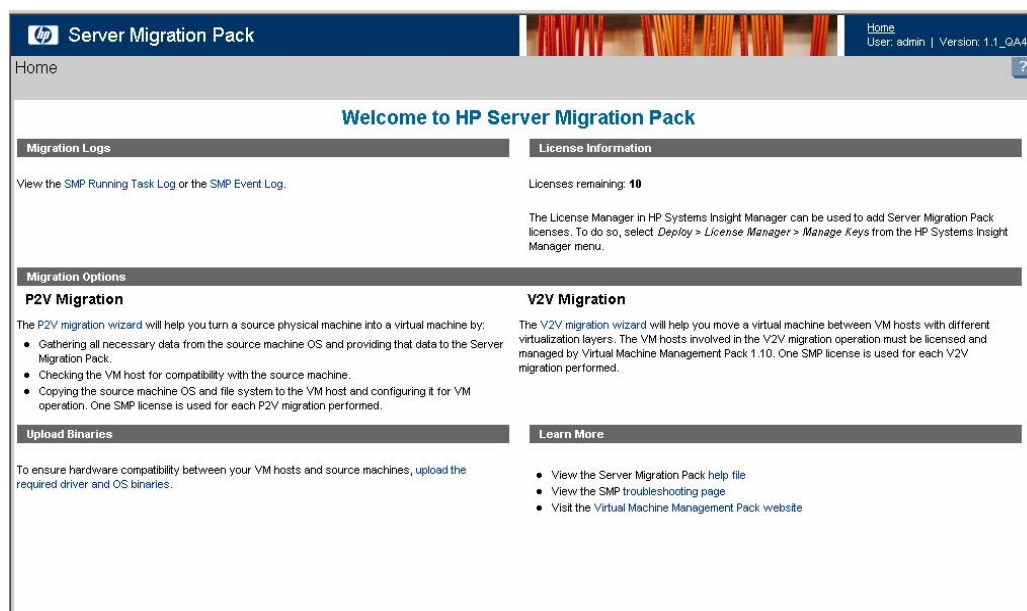 hp
Server Migration Pack
Home
User: admin | Version: 1.1_QA4
Home
?
Welcome to HP Server Migration Pack
Migration Logs
View the SMP Running Task Log or the SMP Event Log.
License Information
Licenses remaining: 10
The License Manager in HP Systems Insight Manager can be used to add Server Migration Pack
licenses. To do so, select Deploy > License Manager > Manage Keys from the HP Systems Insight
Manager menu.
Migration Options
P2V Migration
The P2V migration wizard will help you turn a source physical machine into a virtual machine by:
• Gathering all necessary data from the source machine OS and providing that data to the Server
Migration Pack.
• Checking the VM host for compatibility with the source machine.
• Copying the source machine OS and file system to the VM host and configuring it for VM
operation. One SMP license is used for each P2V migration performed.
V2V Migration
The V2V migration wizard will help you move a virtual machine between VM hosts with different
virtualization layers. The VM hosts involved in the V2V migration operation must be licensed and
managed by Virtual Machine Management Pack 1.10. One SMP license is used for each V2V
migration performed.
Upload Binaries
To ensure hardware compatibility between your VM hosts and source machines, upload the
required driver and OS binaries.
Learn More
• View the Server Migration Pack help file
• View the SMP troubleshooting page
• Visit the Virtual Machine Management Pack website